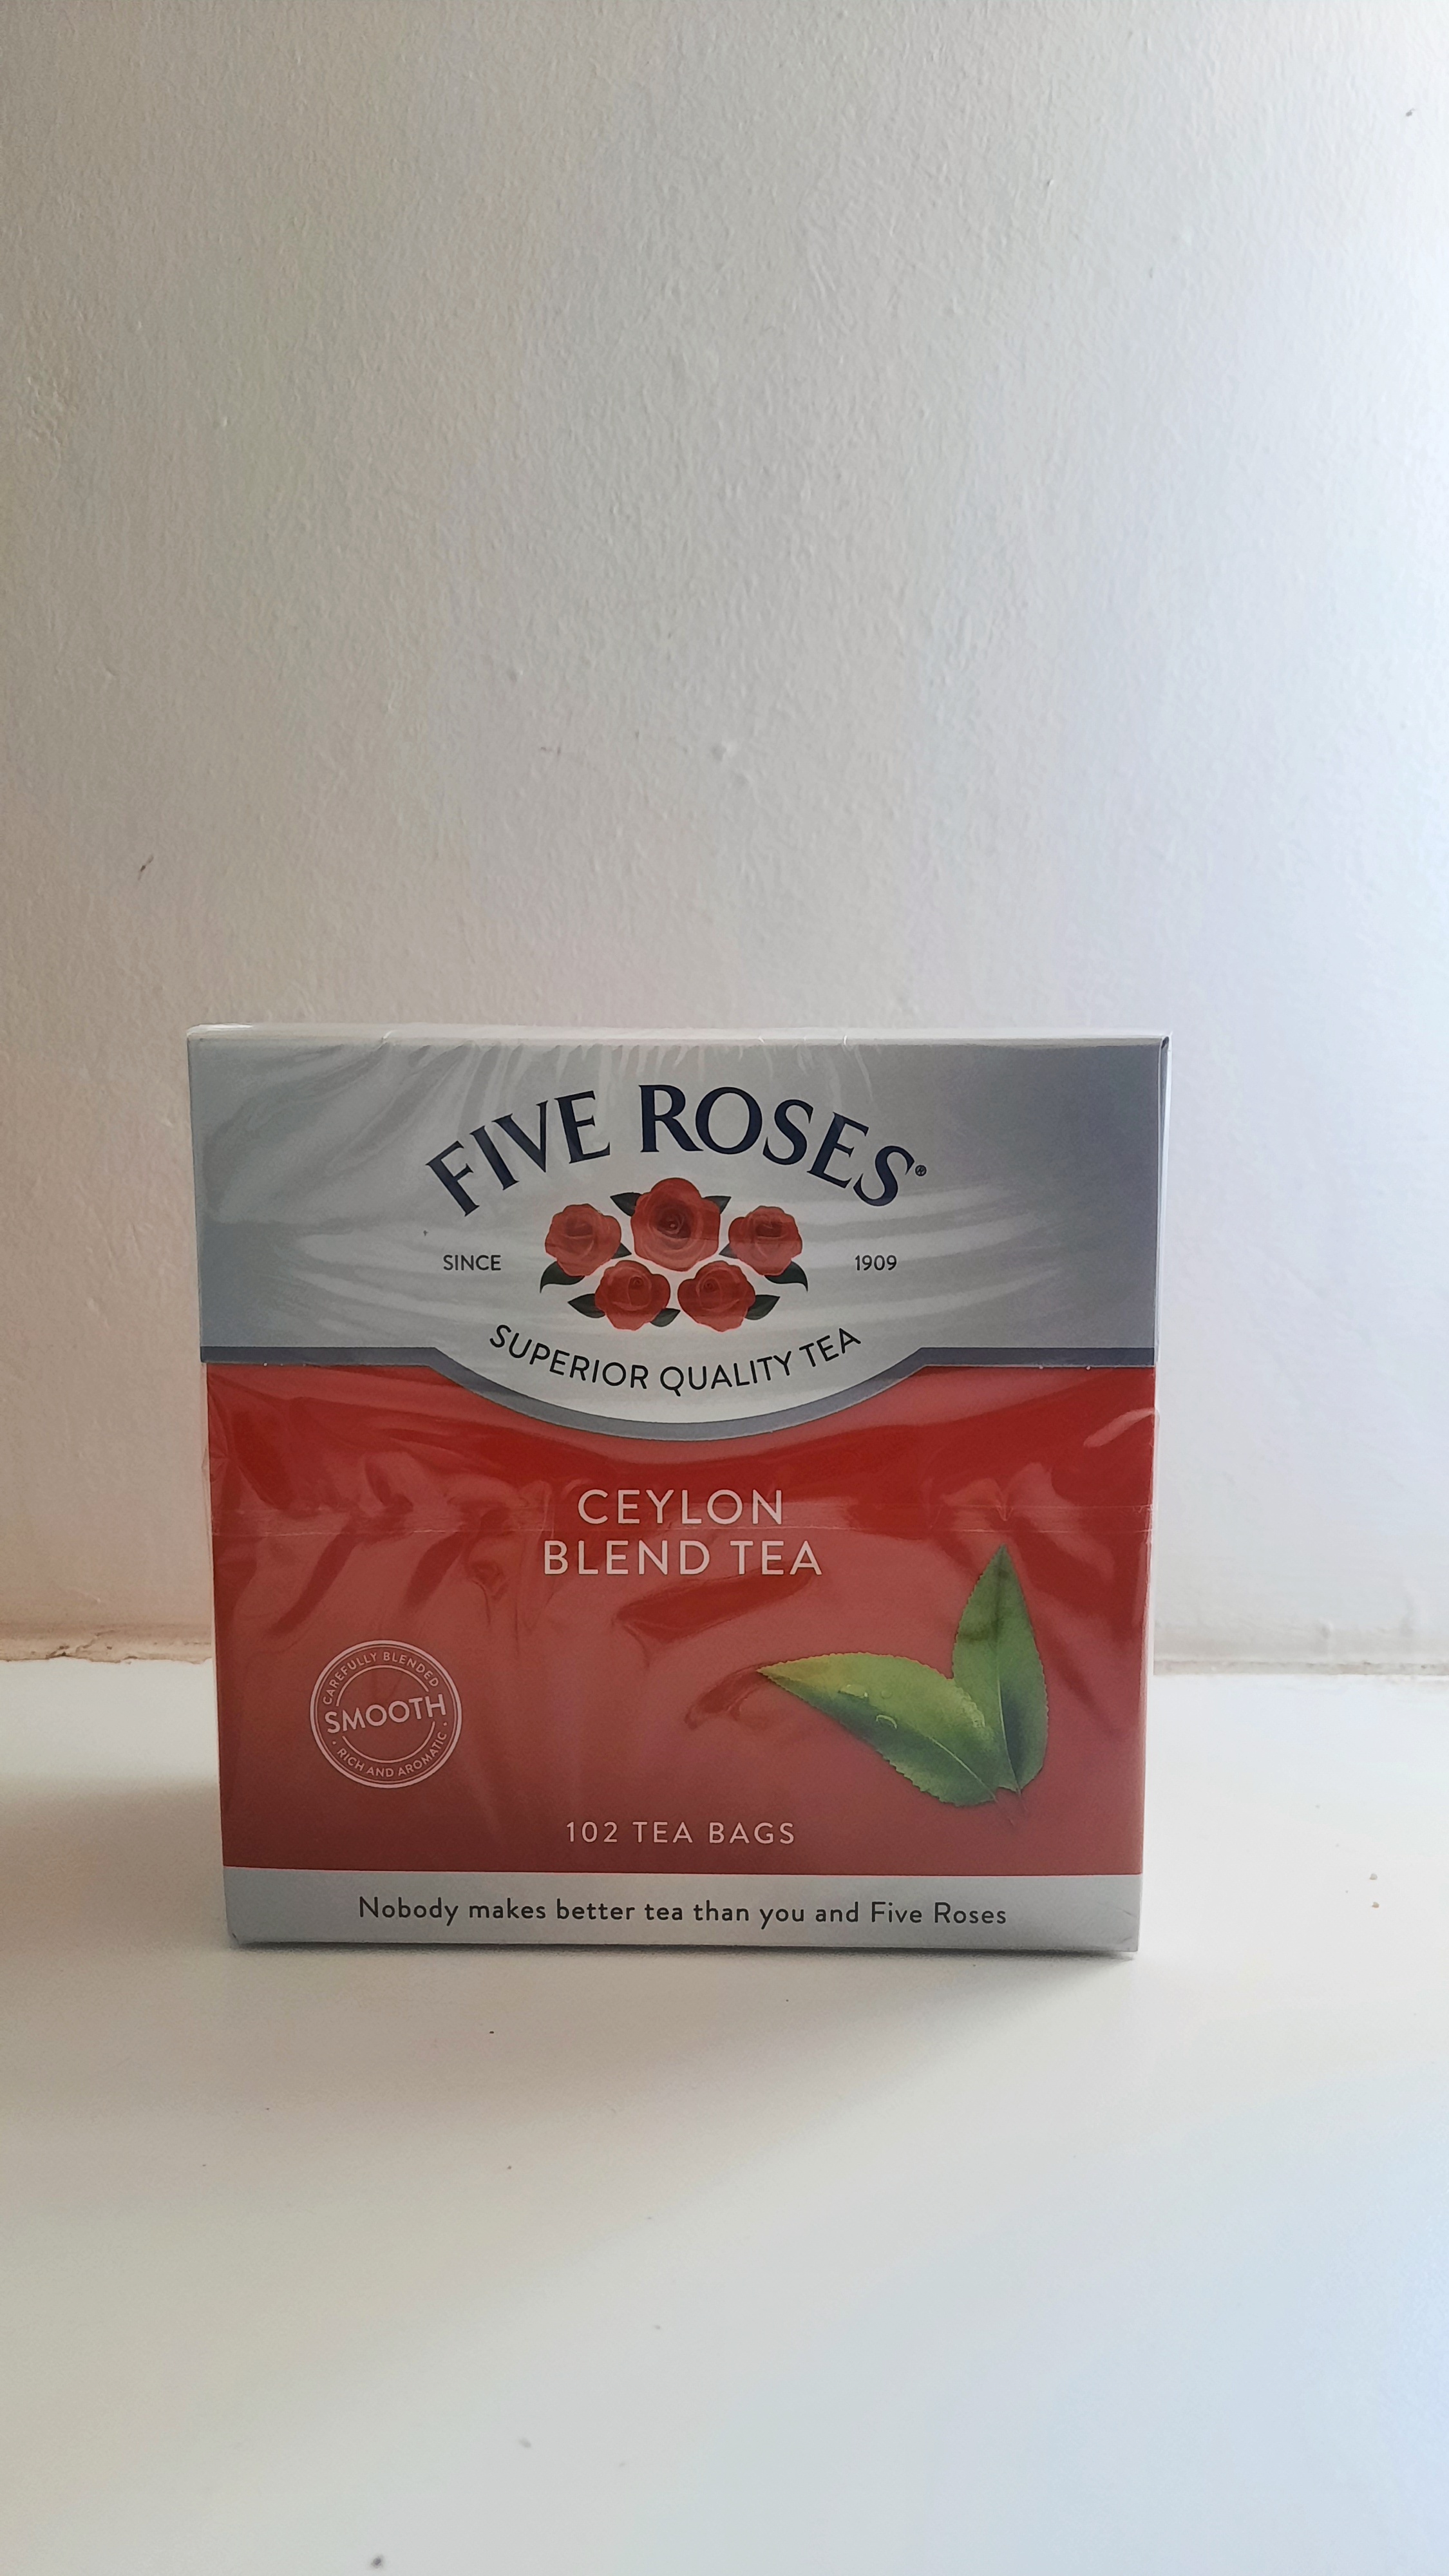 FIVE ROSES®
SINCE 1909
SUPERIOR QUALITY TEA
CEYLON
BLEND TEA
CAREFULLY BLENDED
SMOOTH
· RICH AND AROMATIC ·
102 TEA BAGS
Nobody makes better tea than you and Five Roses